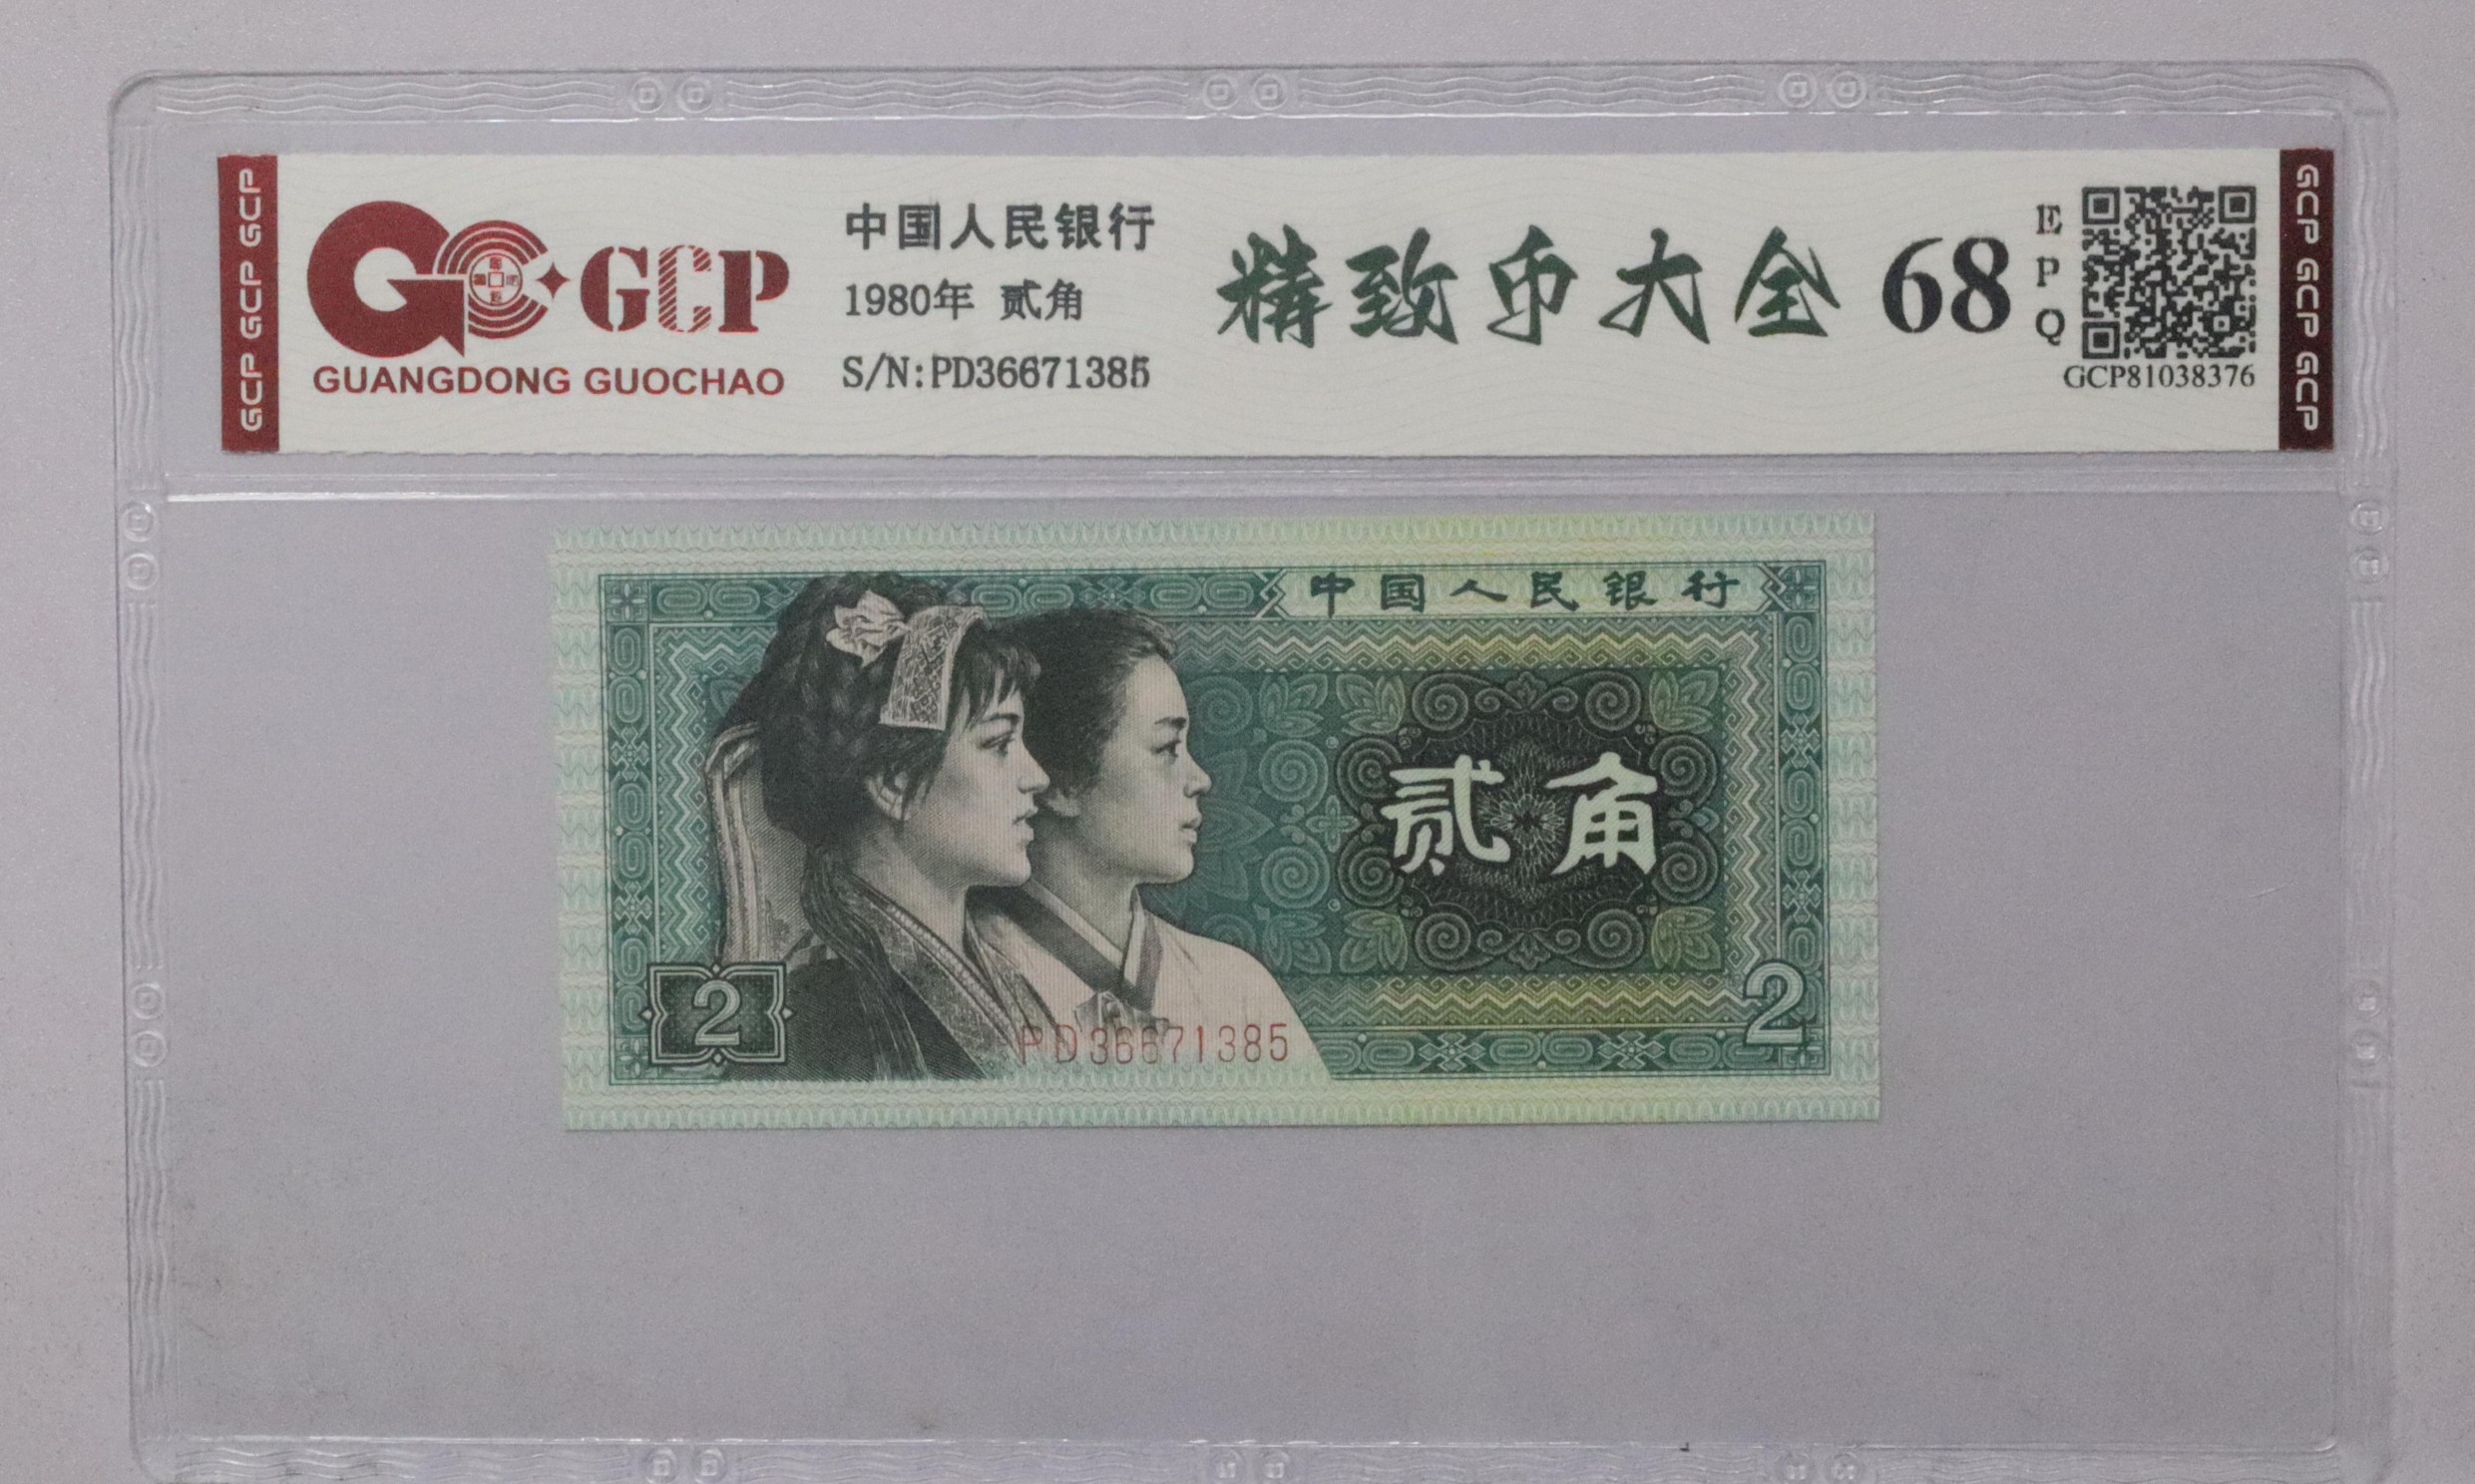 GCP GCP GCP
GCP
GUANGDONG GUOCHAO
中国人民银行
1980年 贰角
S/N:PD36671385
精致币大全
68
EPQ
GCP81038376
GCP GCP GCP
中国人民银行
贰角
2
PD36671385
2